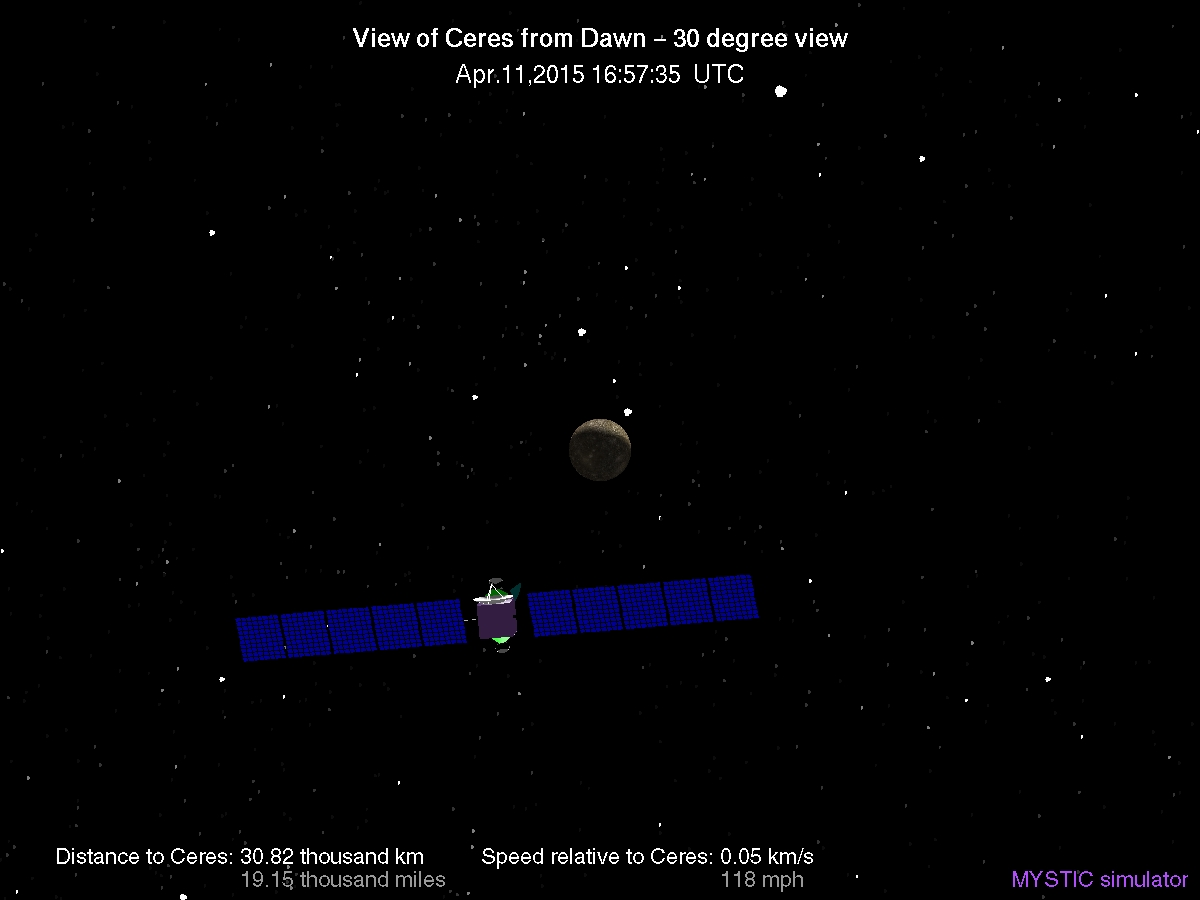 View of Ceres from Dawn – 30 degree view
Apr.11,2015 16:57:35 UTC
Distance to Ceres: 30.82 thousand km
19.15 thousand miles
Speed relative to Ceres: 0.05 km/s
118 mph
MYSTIC simulator